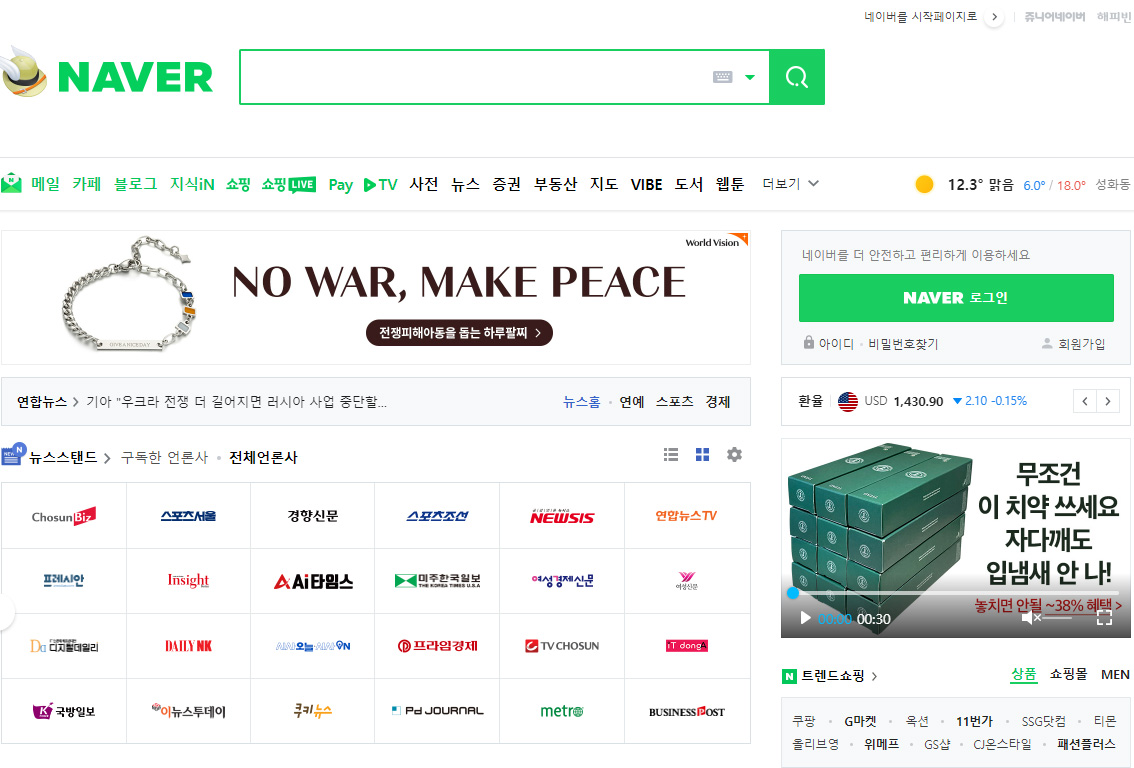 네이버를 시작페이지로
쥬니어네이버 해피빈
NAVER
메일 카페 블로그 지식iN 쇼핑 쇼핑LIVE Pay TV 사전 뉴스 증권 부동산 지도 VIBE 도서 웹툰 더보기
12.3° 맑음 6.0° / 18.0° 성화동
World Vision
NO WAR, MAKE PEACE
전쟁피해아동을 돕는 하루팔찌
네이버를 더 안전하고 편리하게 이용하세요
NAVER 로그인
아이디 · 비밀번호찾기 회원가입
연합뉴스 > 기아 "우크라 전쟁 더 길어지면 러시아 사업 중단할...
뉴스홈 · 연예 스포츠 경제
환율 USD 1,430.90 ▼ 2.10 -0.15%
뉴스스탠드 > 구독한 언론사 · 전체언론사
ChosunBiz 스포츠서울 경향신문 스포츠조선 NEWSIS 연합뉴스TV
프레시안 Insight Ai타임스 미주한국일보 THE KOREA TIMES U.S.A 여성경제신문 여성신문
디지털데일리 DAILY NK 시사오늘·시사ON 프라임경제 TV CHOSUN iT dongA
국방일보 이뉴스투데이 쿠키뉴스 Pd JOURNAL metro BUSINESSPOST
무조건
이 치약 쓰세요
자다깨도
입냄새 안 나!
놓치면 안될 ~38% 혜택 >
00:00 00:30
N 트렌드쇼핑 >
상품 쇼핑몰 MEN
쿠팡 · G마켓 · 옥션 · 11번가 · SSG닷컴 · 티몬
올리브영 · 위메프 · GS샵 · CJ온스타일 · 패션플러스